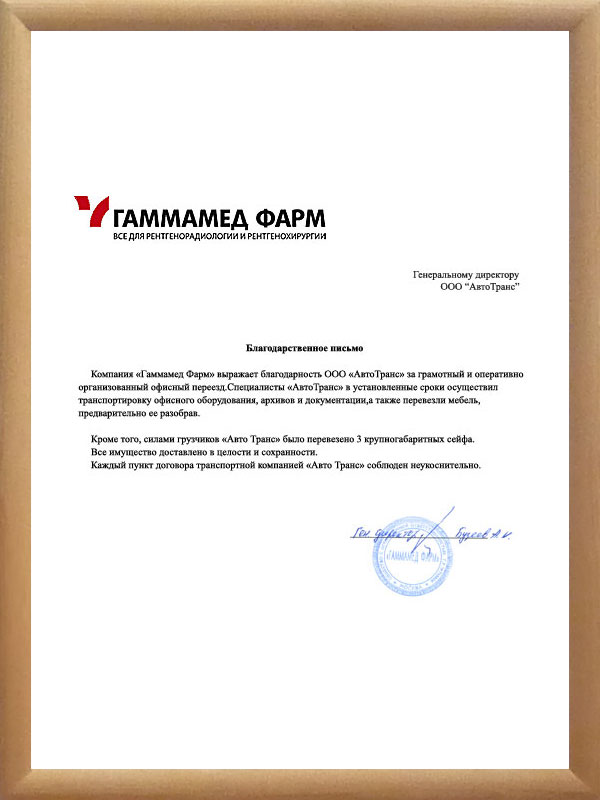 ГАММАМЕД ФАРМ
ВСЕ ДЛЯ РЕНТГЕНОРАДИОЛОГИИ И РЕНТГЕНОХИРУРГИИ
Генеральному директору
ООО “АвтоТранс”
Благодарственное письмо
Компания «Гаммамед Фарм» выражает благодарность ООО «АвтоТранс» за грамотный и оперативно
организованный офисный переезд.Специалисты «АвтоТранс» в установленные сроки осуществил
транспортировку офисного оборудования, архивов и документации,а также перевезли мебель,
предварительно ее разобрав.
Кроме того, силами грузчиков «Авто Транс» было перевезено 3 крупногабаритных сейфа.
Все имущество доставлено в целости и сохранности.
Каждый пункт договора транспортной компанией «Авто Транс» соблюден неукоснительно.
Ген. директор
«ГАММАМЕД ФАРМ»
МОСКВА